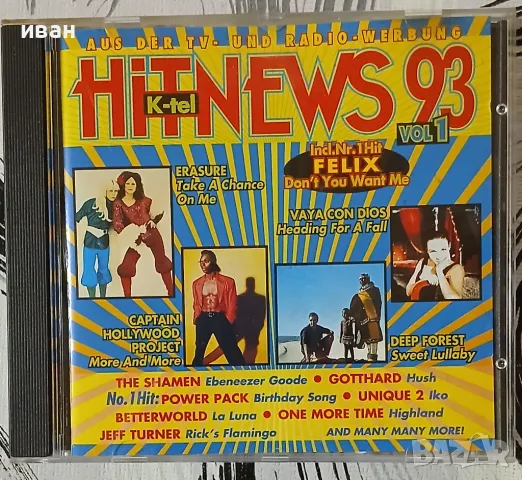 иван
AUS DER TV- UND RADIO-WERBUNG
HITNEWS 93
K-tel
VOL 1
Incl. Nr. 1 Hit
FELIX
Don't You Want Me
ERASURE
Take A Chance
On Me
VAYA CON DIOS
Heading For A Fall
CAPTAIN
HOLLYWOOD
PROJECT
More And More
DEEP FOREST
Sweet Lullaby
THE SHAMEN Ebeneezer Goode • GOTTHARD Hush
No. 1 Hit: POWER PACK Birthday Song • UNIQUE 2 Iko
BETTERWORLD La Luna • ONE MORE TIME Highland
JEFF TURNER Rick's Flamingo AND MANY MANY MORE!
BAZAR